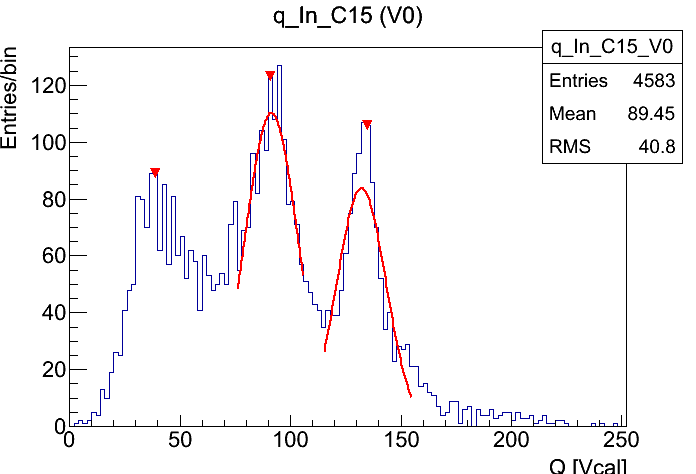 q_In_C15 (V0)
q_In_C15_V0
Entries 4583
Mean 89.45
RMS 40.8
Entries/bin
120
100
80
60
40
20
0
0 50 100 150 200 250
Q [Vcal]